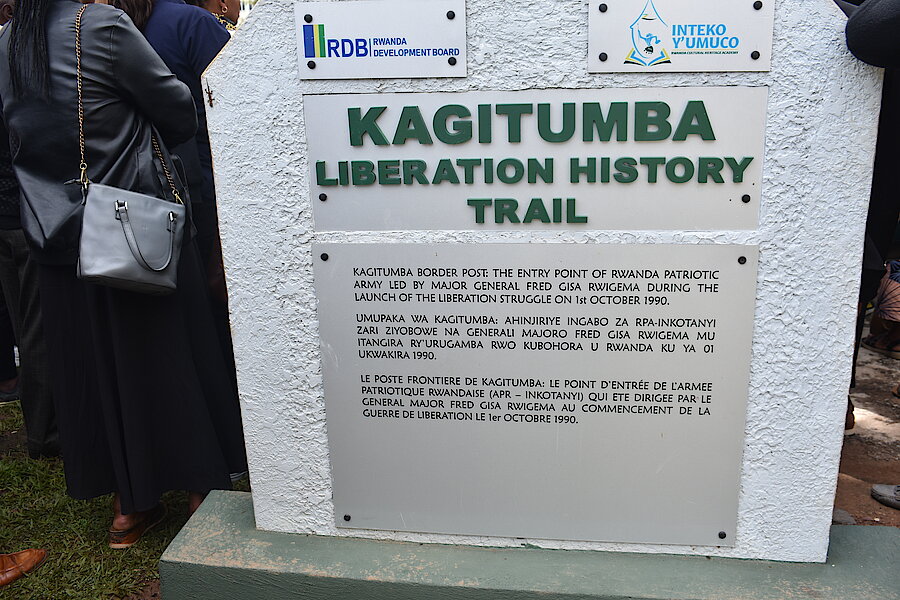 RDB RWANDA
DEVELOPMENT BOARD
INTEKO
Y'UMUCO
RWANDA CULTURAL HERITAGE ACADEMY
KAGITUMBA
LIBERATION HISTORY
TRAIL
KAGITUMBA BORDER POST: THE ENTRY POINT OF RWANDA PATRIOTIC
ARMY LED BY MAJOR GENERAL FRED GISA RWIGEMA DURING THE
LAUNCH OF THE LIBERATION STRUGGLE ON 1st OCTOBER 1990.
UMUPAKA WA KAGITUMBA: AHINJIRIYE INGABO ZA RPA-INKOTANYI
ZARI ZIYOBOWE NA GENERALI MAJORO FRED GISA RWIGEMA MU
ITANGIRA RY'URUGAMBA RWO KUBOHORA U RWANDA KU YA 01
UKWAKIRA 1990.
LE POSTE FRONTIERE DE KAGITUMBA: LE POINT D'ENTRÉE DE L'ARMEE
PATRIOTIQUE RWANDAISE (APR – INKOTANYI) QUI ETE DIRIGEE PAR LE
GENERAL MAJOR FRED GISA RWIGEMA AU COMMENCEMENT DE LA
GUERRE DE LIBERATION LE 1er OCTOBRE 1990.